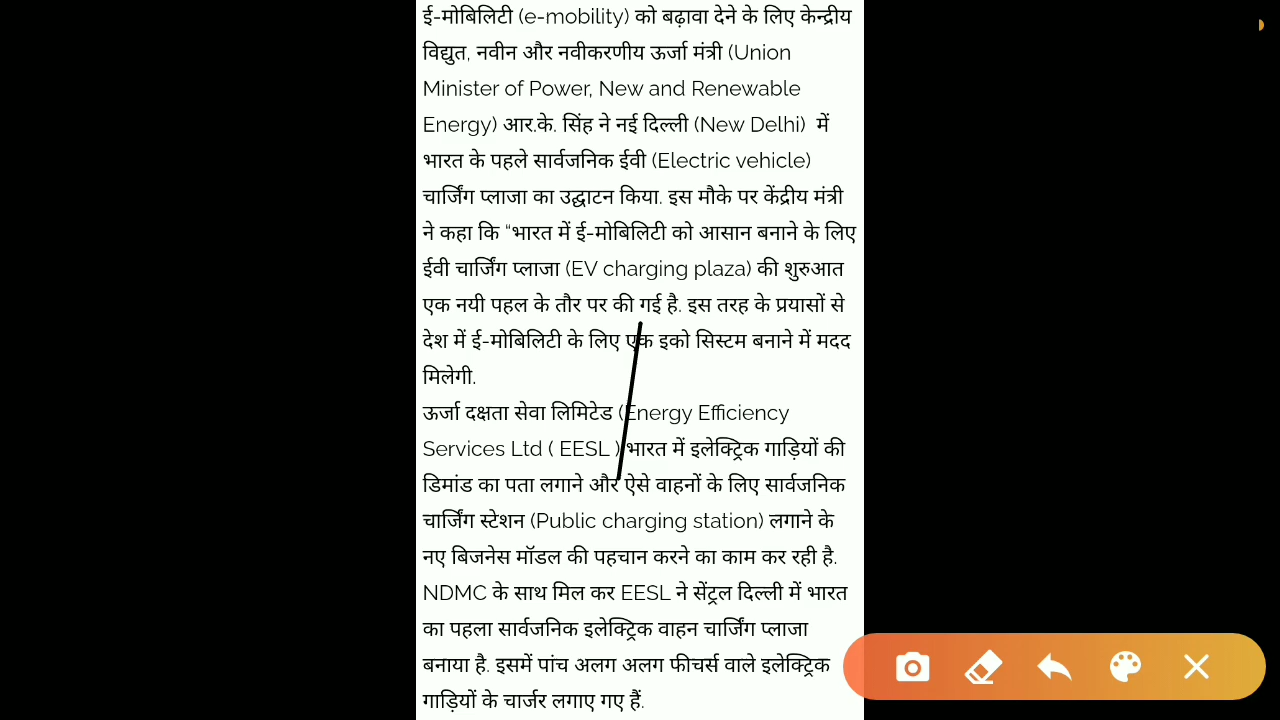 ई-मोबिलिटी (e-mobility) को बढ़ावा देने के लिए केन्द्रीय
विद्युत, नवीन और नवीकरणीय ऊर्जा मंत्री (Union
Minister of Power, New and Renewable
Energy) आर.के. सिंह ने नई दिल्ली (New Delhi)  में
भारत के पहले सार्वजनिक ईवी (Electric vehicle)
चार्जिंग प्लाजा का उद्घाटन किया. इस मौके पर केंद्रीय मंत्री
ने कहा कि “भारत में ई-मोबिलिटी को आसान बनाने के लिए
ईवी चार्जिंग प्लाजा (EV charging plaza) की शुरुआत
एक नयी पहल के तौर पर की गई है. इस तरह के प्रयासों से
देश में ई-मोबिलिटी के लिए एक इको सिस्टम बनाने में मदद
मिलेगी.
ऊर्जा दक्षता सेवा लिमिटेड (Energy Efficiency
Services Ltd ( EESL ) भारत में इलेक्ट्रिक गाड़ियों की
डिमांड का पता लगाने और ऐसे वाहनों के लिए सार्वजनिक
चार्जिंग स्टेशन (Public charging station) लगाने के
नए बिजनेस मॉडल की पहचान करने का काम कर रही है.
NDMC के साथ मिल कर EESL ने सेंट्रल दिल्ली में भारत
का पहला सार्वजनिक इलेक्ट्रिक वाहन चार्जिंग प्लाजा
बनाया है. इसमें पांच अलग अलग फीचर्स वाले इलेक्ट्रिक
गाड़ियों के चार्जर लगाए गए हैं.